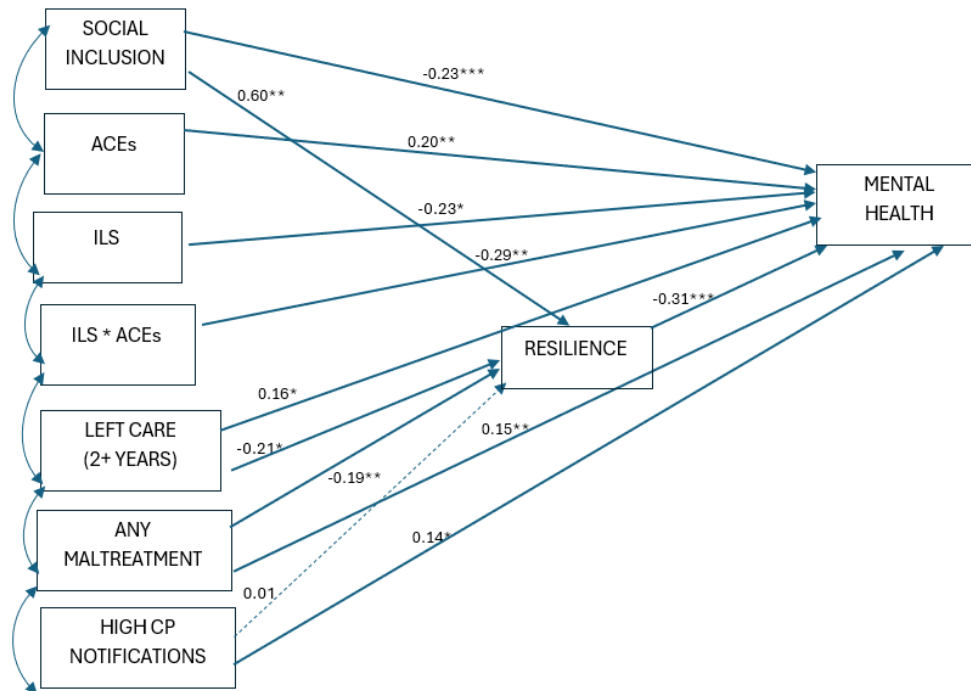 SOCIAL
INCLUSION
-0.23***
0.60**
ACEs
0.20**
MENTAL
HEALTH
ILS
-0.23*
-0.29**
ILS * ACEs
-0.31***
RESILIENCE
0.16*
LEFT CARE
(2+ YEARS)
-0.21*
0.15**
-0.19**
ANY
MALTREATMENT
0.14*
0.01
HIGH CP
NOTIFICATIONS